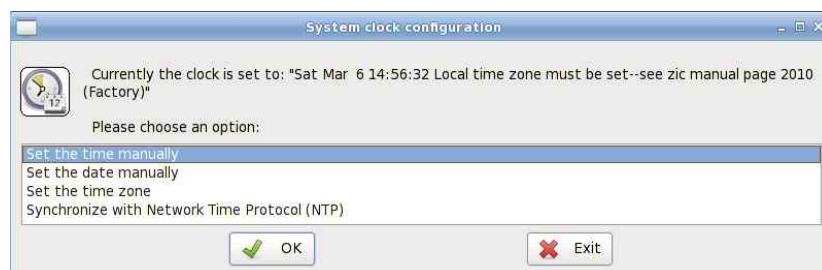 System clock configuration
Currently the clock is set to: "Sat Mar 6 14:56:32 Local time zone must be set--see zic manual page 2010
(Factory)"
Please choose an option:
Set the time manually
Set the date manually
Set the time zone
Synchronize with Network Time Protocol (NTP)
OK
Exit